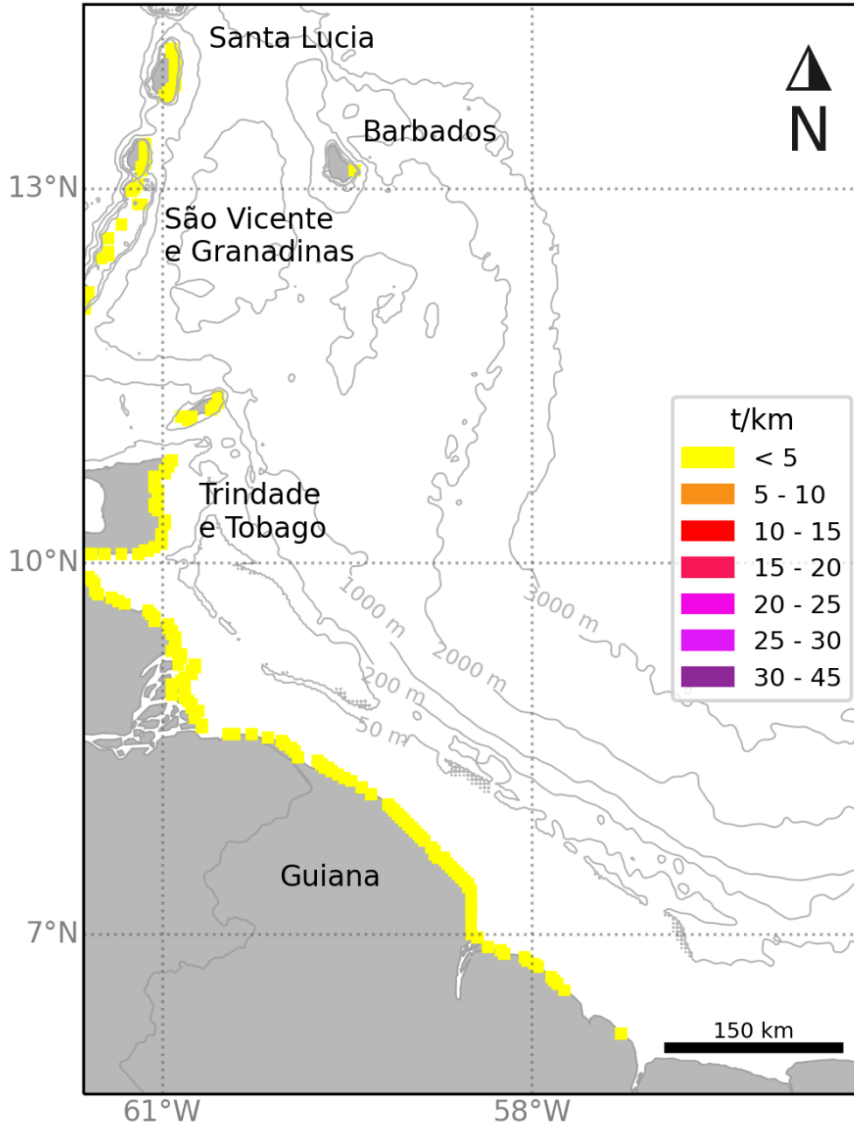 Santa Lucia
Barbados
N
13°N
São Vicente
e Granadinas
t/km
< 5
5 - 10
10 - 15
15 - 20
20 - 25
25 - 30
30 - 45
Trindade
e Tobago
10°N
1000 m
3000 m
2000 m
200 m
50 m
Guiana
7°N
150 km
61°W
58°W